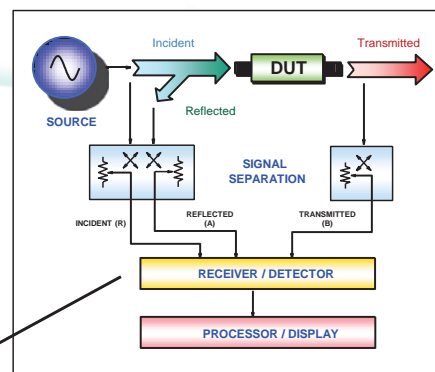 Incident
Transmitted
DUT
SOURCE
Reflected
SIGNAL
SEPARATION
INCIDENT (R)
REFLECTED
(A)
TRANSMITTED
(B)
RECEIVER / DETECTOR
PROCESSOR / DISPLAY